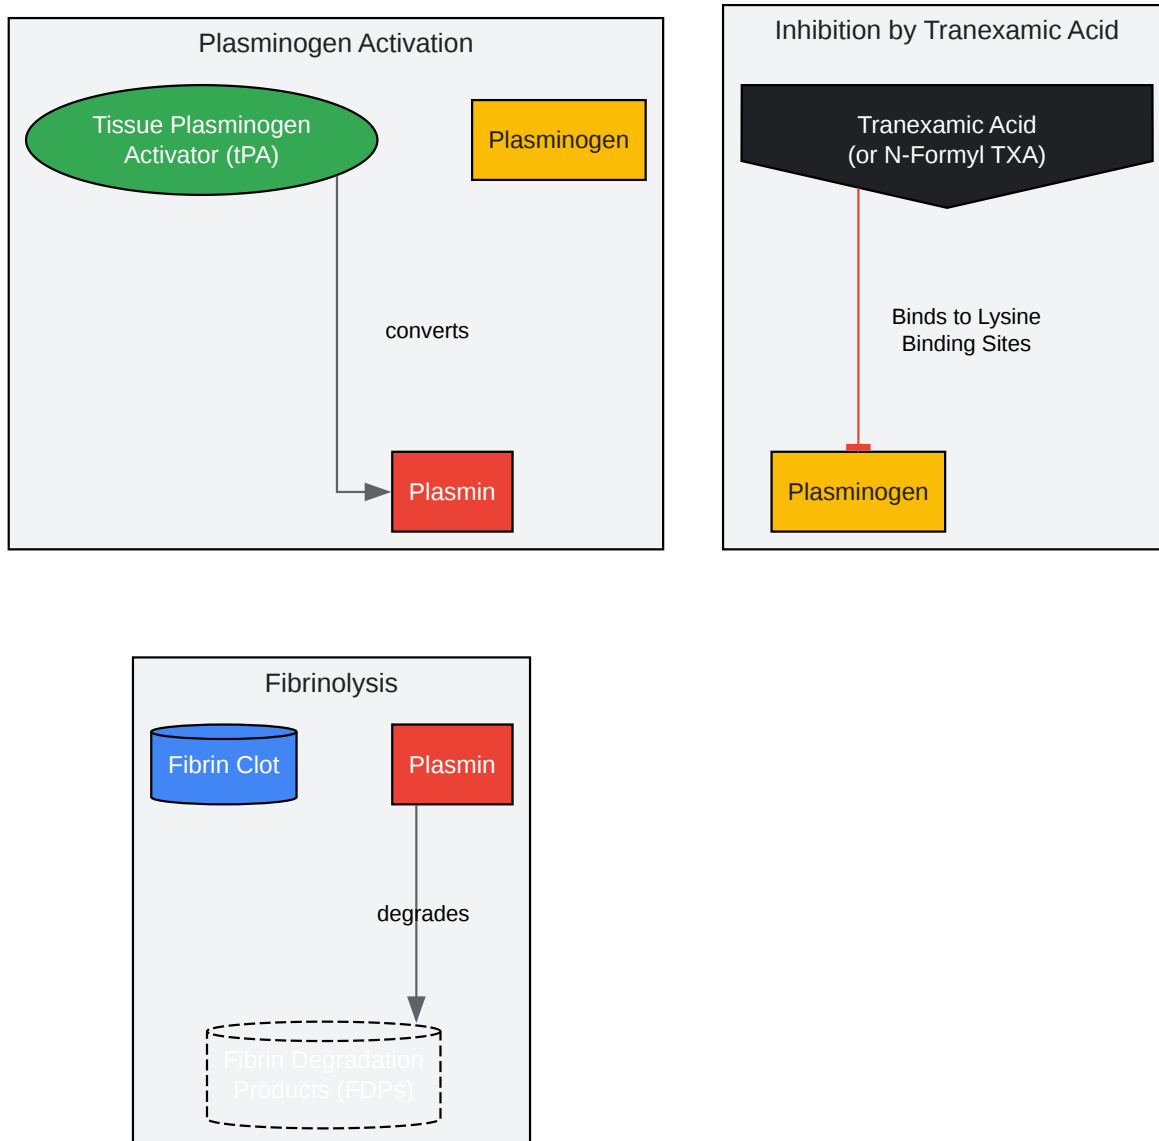 Plasminogen Activation
Tissue Plasminogen
Activator (tPA)
Plasminogen
converts
Plasmin
Inhibition by Tranexamic Acid
Tranexamic Acid
(or N-Formyl TXA)
Binds to Lysine
Binding Sites
Plasminogen
Fibrinolysis
Fibrin Clot
Plasmin
degrades
Fibrin Degradation
Products (FDPs)